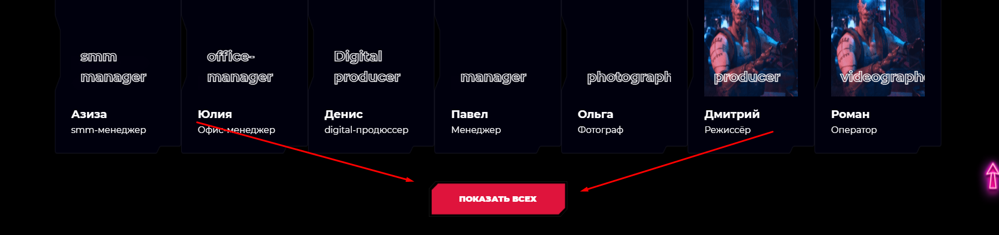 smm
manager
office-
manager
Digital
producer
manager
photograph
producer
videographe
Азиза
smm-менеджер
Юлия
Офис-менеджер
Денис
digital-продюссер
Павел
Менеджер
Ольга
Фотограф
Дмитрий
Режиссёр
Роман
Оператор
ПОКАЗАТЬ ВСЕХ